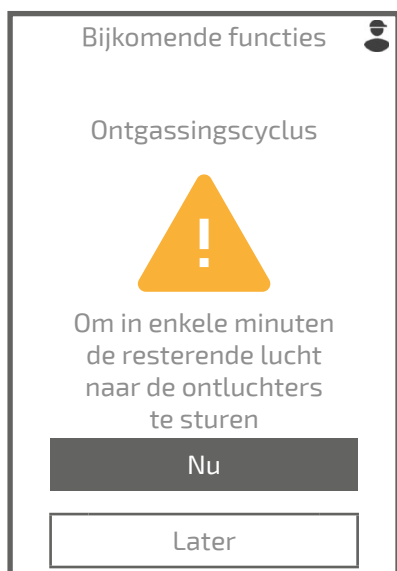 Bijkomende functies
Ontgassingscyclus
!
Om in enkele minuten
de resterende lucht
naar de ontluchters
te sturen
Nu
Later